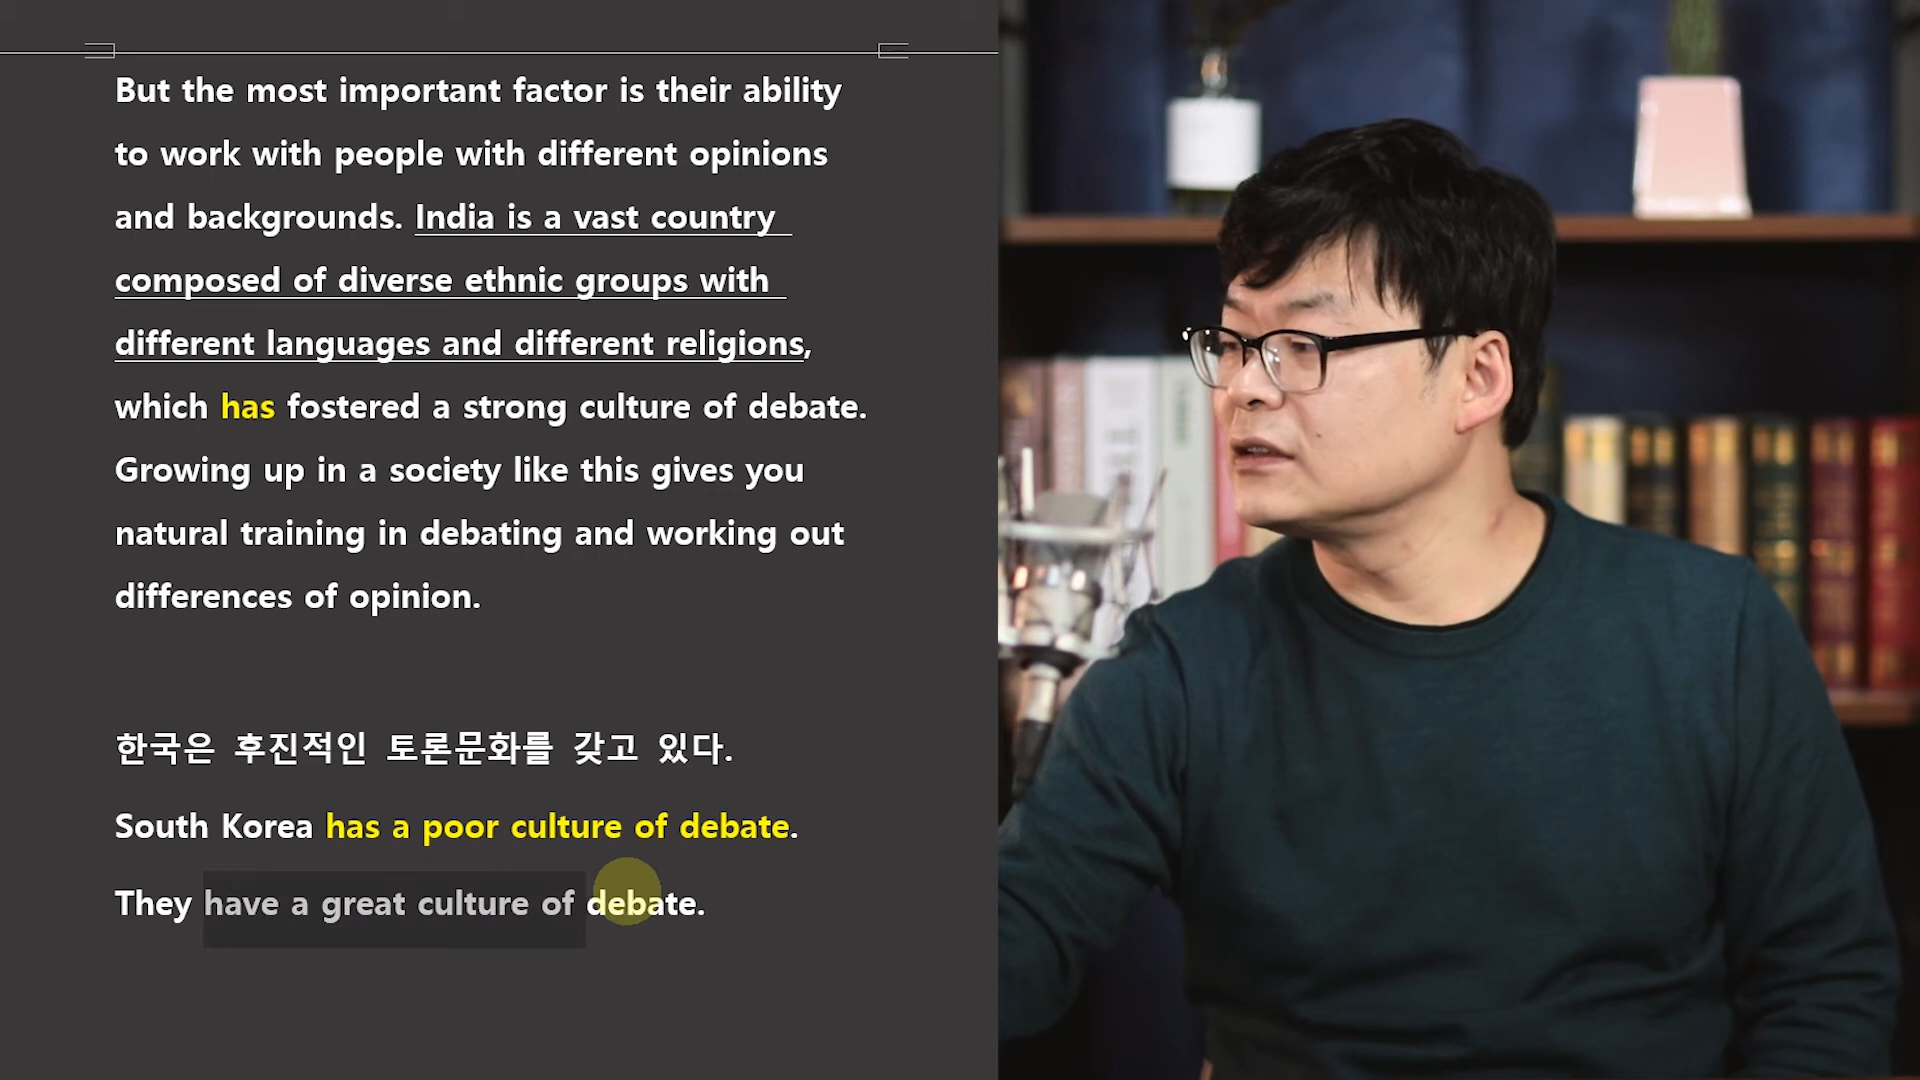 But the most important factor is their ability
to work with people with different opinions
and backgrounds. India is a vast country
composed of diverse ethnic groups with
different languages and different religions,
which has fostered a strong culture of debate.
Growing up in a society like this gives you
natural training in debating and working out
differences of opinion.
한국은 후진적인 토론문화를 갖고 있다.
South Korea has a poor culture of debate.
They have a great culture of debate.